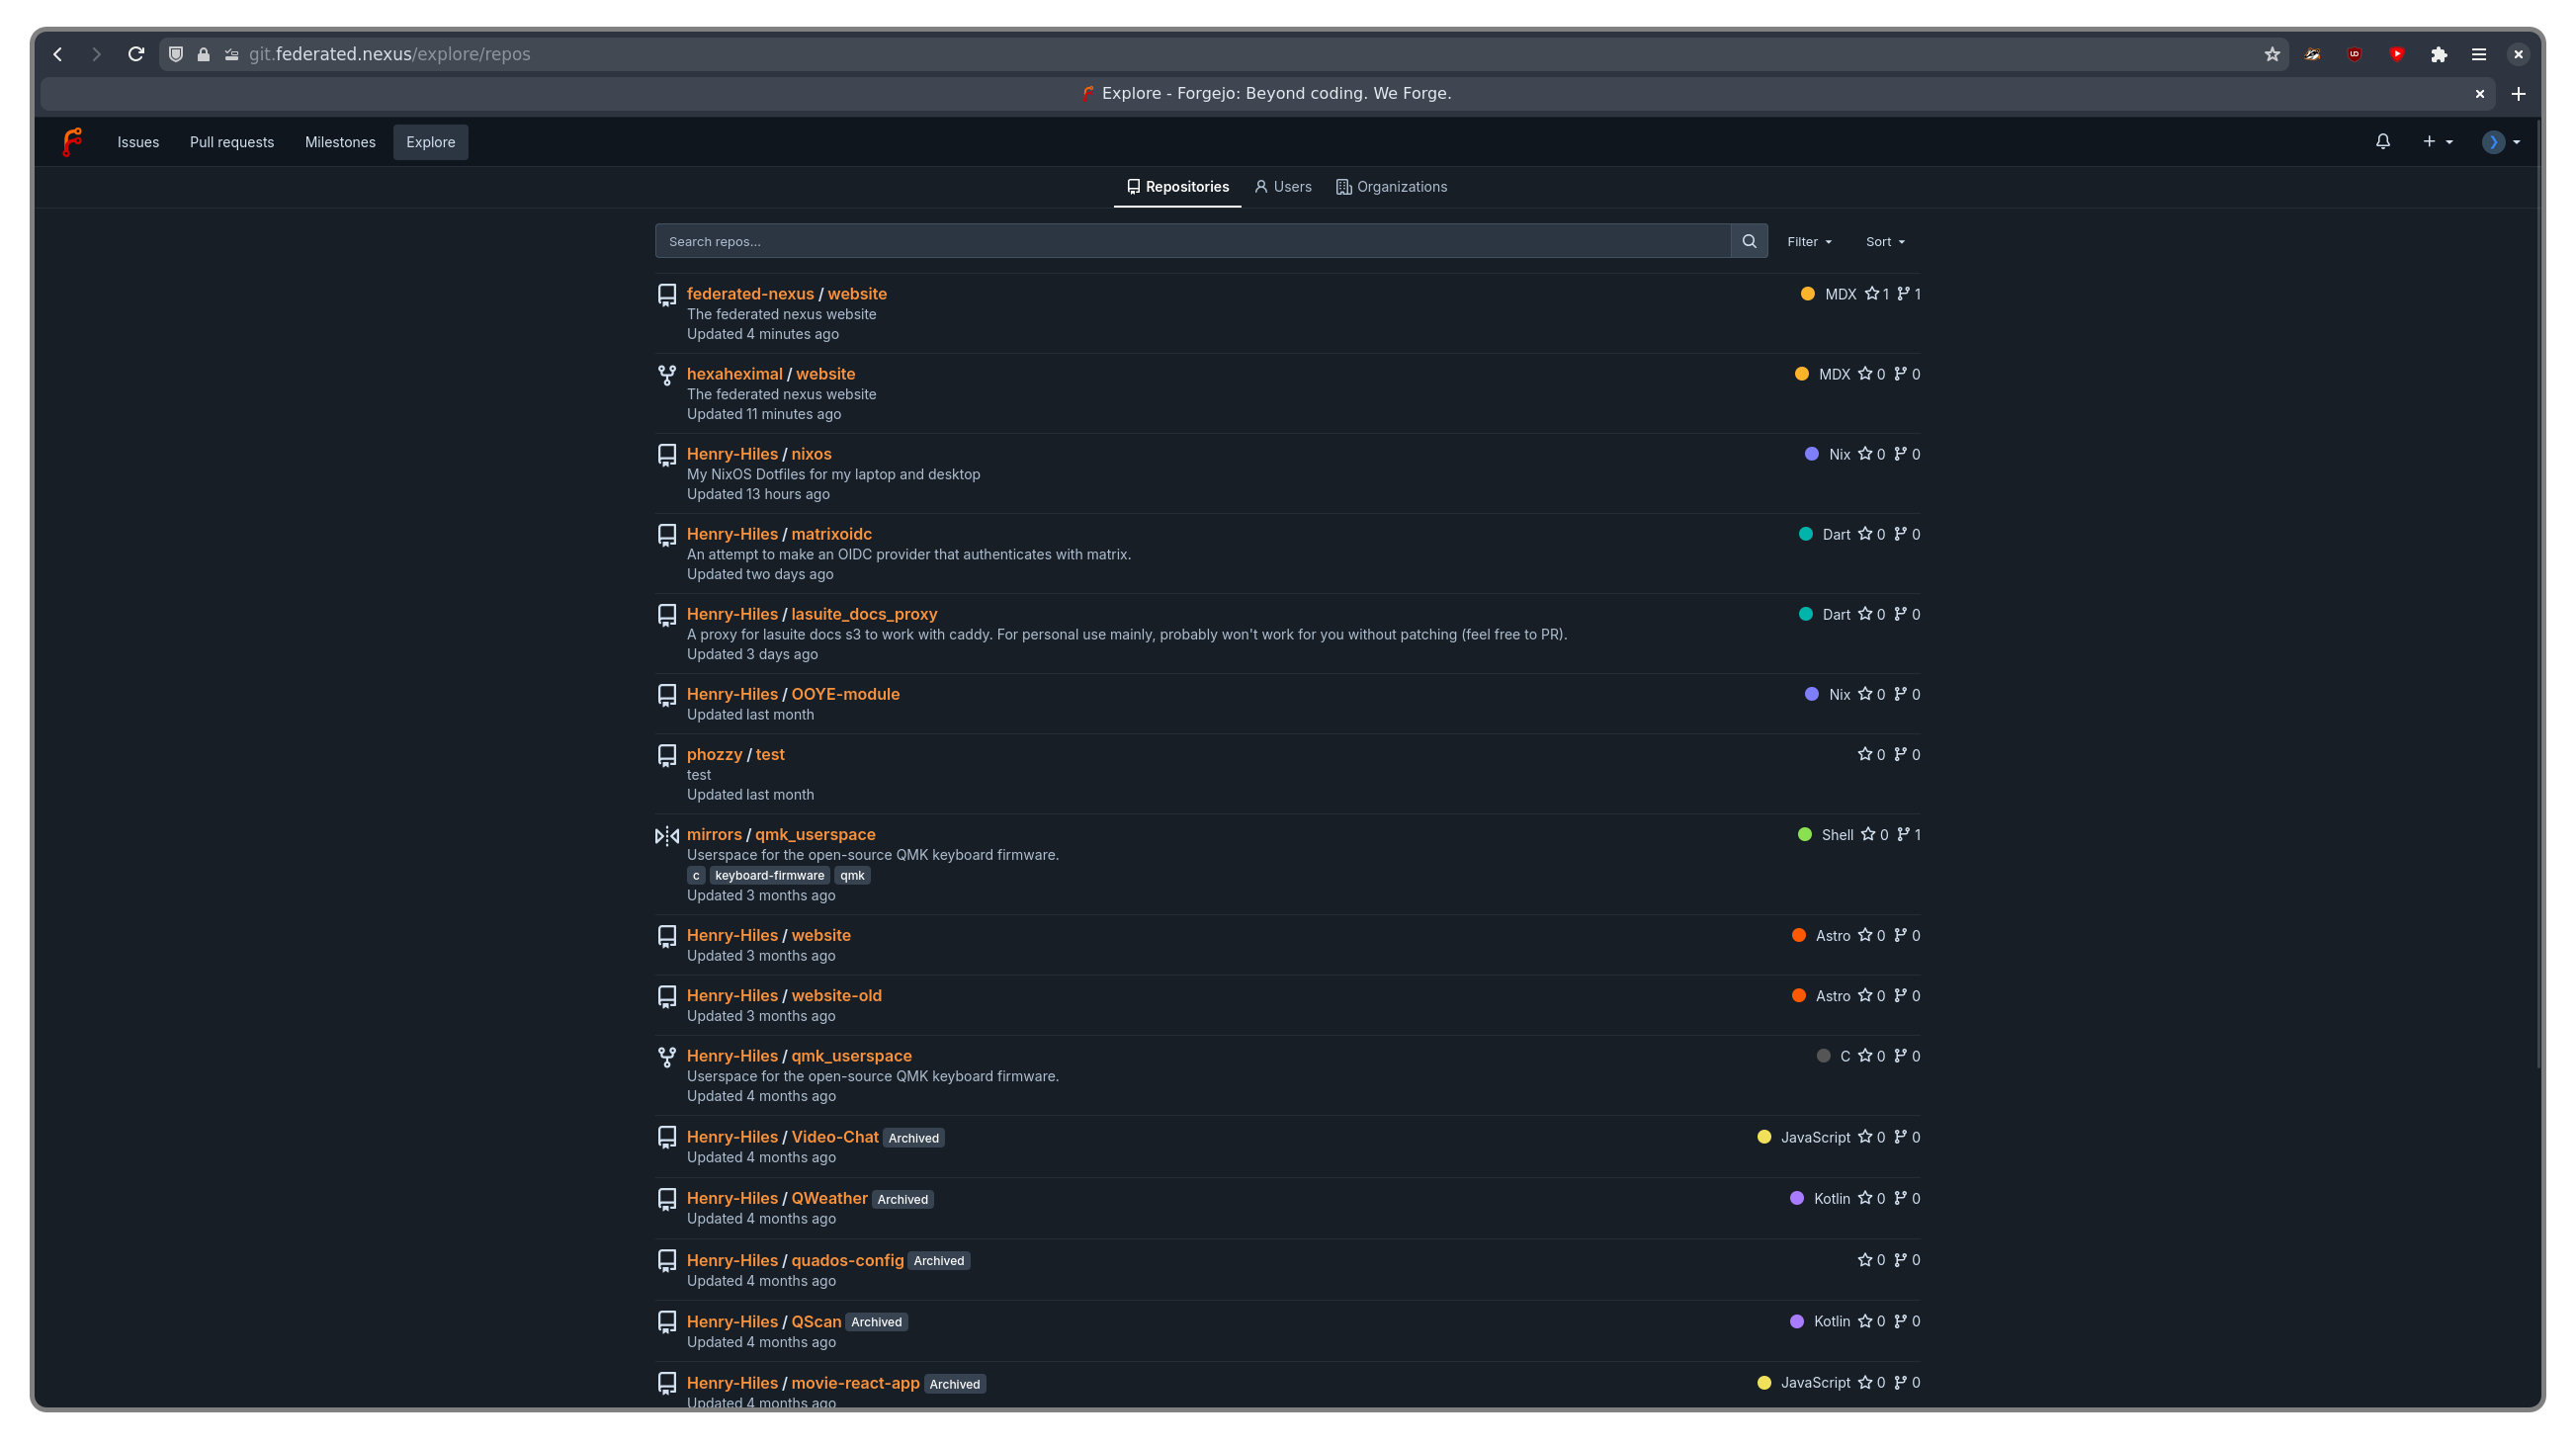 git.federated.nexus/explore/repos
Explore - Forgejo: Beyond coding. We Forge.
Issues Pull requests Milestones Explore
Repositories Users Organizations
Search repos... Filter Sort
federated-nexus / website MDX 1 1
The federated nexus website
Updated 4 minutes ago
hexaheximal / website MDX 0 0
The federated nexus website
Updated 11 minutes ago
Henry-Hiles / nixos Nix 0 0
My NixOS Dotfiles for my laptop and desktop
Updated 13 hours ago
Henry-Hiles / matrixoidc Dart 0 0
An attempt to make an OIDC provider that authenticates with matrix.
Updated two days ago
Henry-Hiles / lasuite_docs_proxy Dart 0 0
A proxy for lasuite docs s3 to work with caddy. For personal use mainly, probably won't work for you without patching (feel free to PR).
Updated 3 days ago
Henry-Hiles / OOYE-module Nix 0 0
Updated last month
phozzy / test 0 0
test
Updated last month
mirrors / qmk_userspace Shell 0 1
Userspace for the open-source QMK keyboard firmware.
c keyboard-firmware qmk
Updated 3 months ago
Henry-Hiles / website Astro 0 0
Updated 3 months ago
Henry-Hiles / website-old Astro 0 0
Updated 3 months ago
Henry-Hiles / qmk_userspace C 0 0
Userspace for the open-source QMK keyboard firmware.
Updated 4 months ago
Henry-Hiles / Video-Chat Archived JavaScript 0 0
Updated 4 months ago
Henry-Hiles / QWeather Archived Kotlin 0 0
Updated 4 months ago
Henry-Hiles / quados-config Archived 0 0
Updated 4 months ago
Henry-Hiles / QScan Archived Kotlin 0 0
Updated 4 months ago
Henry-Hiles / movie-react-app Archived JavaScript 0 0
Updated 4 months ago